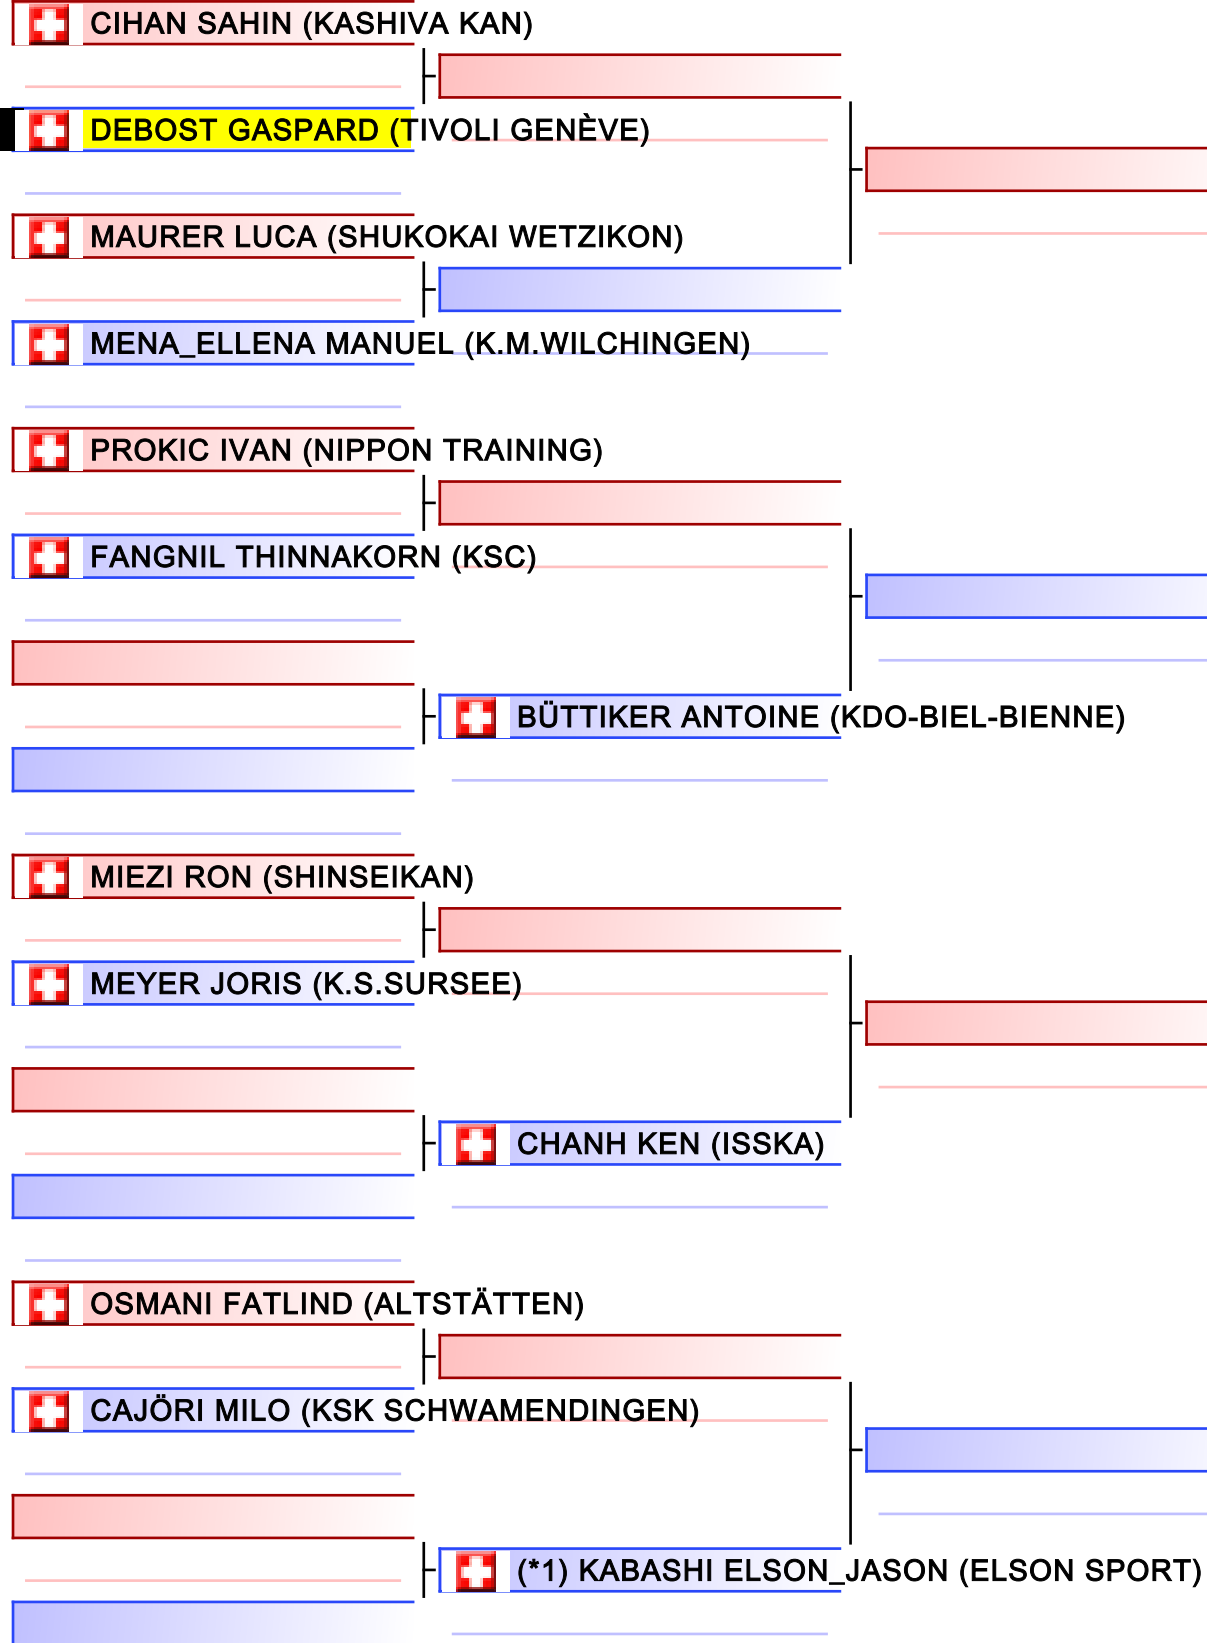 CIHAN SAHIN (KASHIVA KAN)
DEBOST GASPARD (TIVOLI GENÈVE)
MAURER LUCA (SHUKOKAI WETZIKON)
MENA_ELLENA MANUEL (K.M.WILCHINGEN)
PROKIC IVAN (NIPPON TRAINING)
FANGNIL THINNAKORN (KSC)
BÜTTIKER ANTOINE (KDO-BIEL-BIENNE)
MIEZI RON (SHINSEIKAN)
MEYER JORIS (K.S.SURSEE)
CHANH KEN (ISSKA)
OSMANI FATLIND (ALTSTÄTTEN)
CAJÖRI MILO (KSK SCHWAMENDINGEN)
(*1) KABASHI ELSON_JASON (ELSON SPORT)